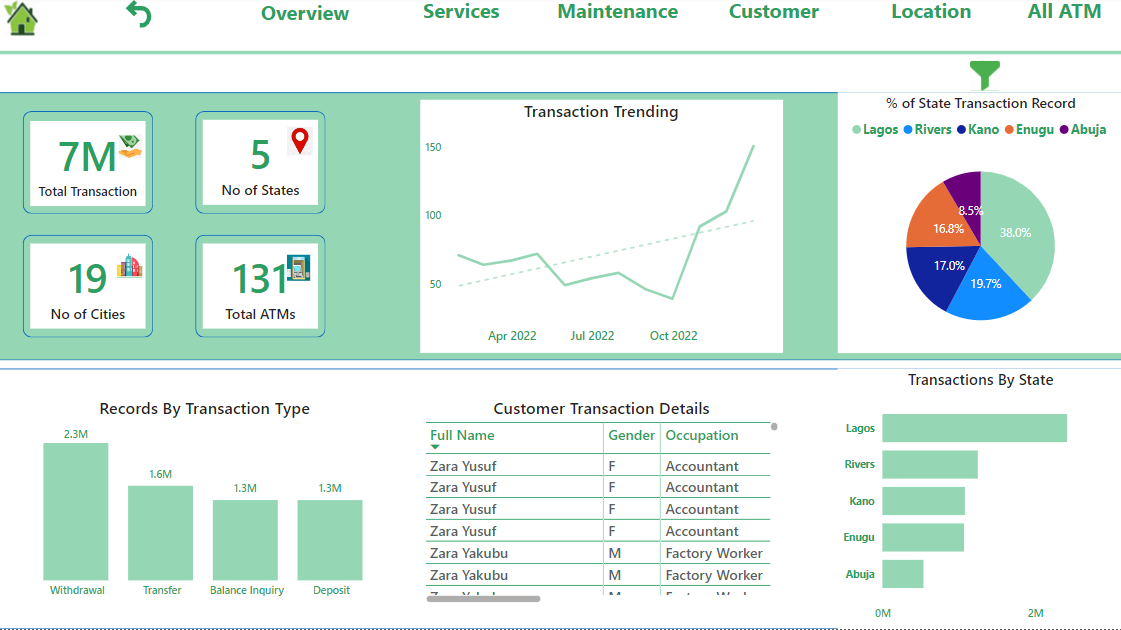 Overview Services Maintenance Customer Location All ATM
7M
Total Transaction
5
No of States
19
No of Cities
131
Total ATMs
Transaction Trending
150
100
50
Apr 2022 Jul 2022 Oct 2022
% of State Transaction Record
Lagos Rivers Kano Enugu Abuja
38.0%
19.7%
17.0%
16.8%
8.5%
Records By Transaction Type
2.3M
1.6M
1.3M
1.3M
Withdrawal Transfer Balance Inquiry Deposit
Customer Transaction Details
Full Name Gender Occupation
Zara Yusuf F Accountant
Zara Yusuf F Accountant
Zara Yusuf F Accountant
Zara Yusuf F Accountant
Zara Yakubu M Factory Worker
Zara Yakubu M Factory Worker
Transactions By State
Lagos
Rivers
Kano
Enugu
Abuja
0M 2M